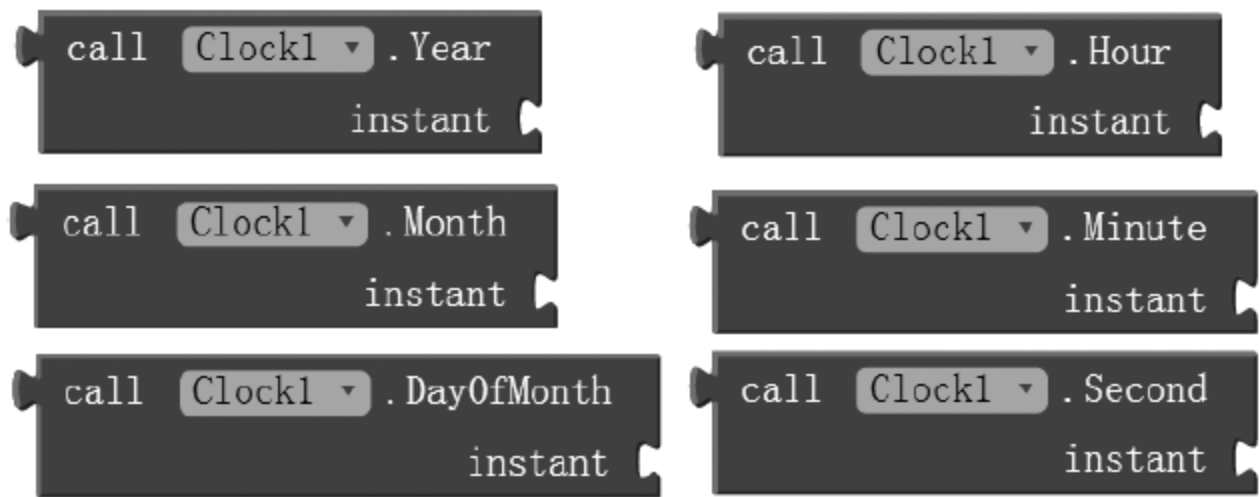 call Clock1 ▾ .Year
instant
call Clock1 ▾ .Month
instant
call Clock1 ▾ .DayOfMonth
instant
call Clock1 ▾ .Hour
instant
call Clock1 ▾ .Minute
instant
call Clock1 ▾ .Second
instant